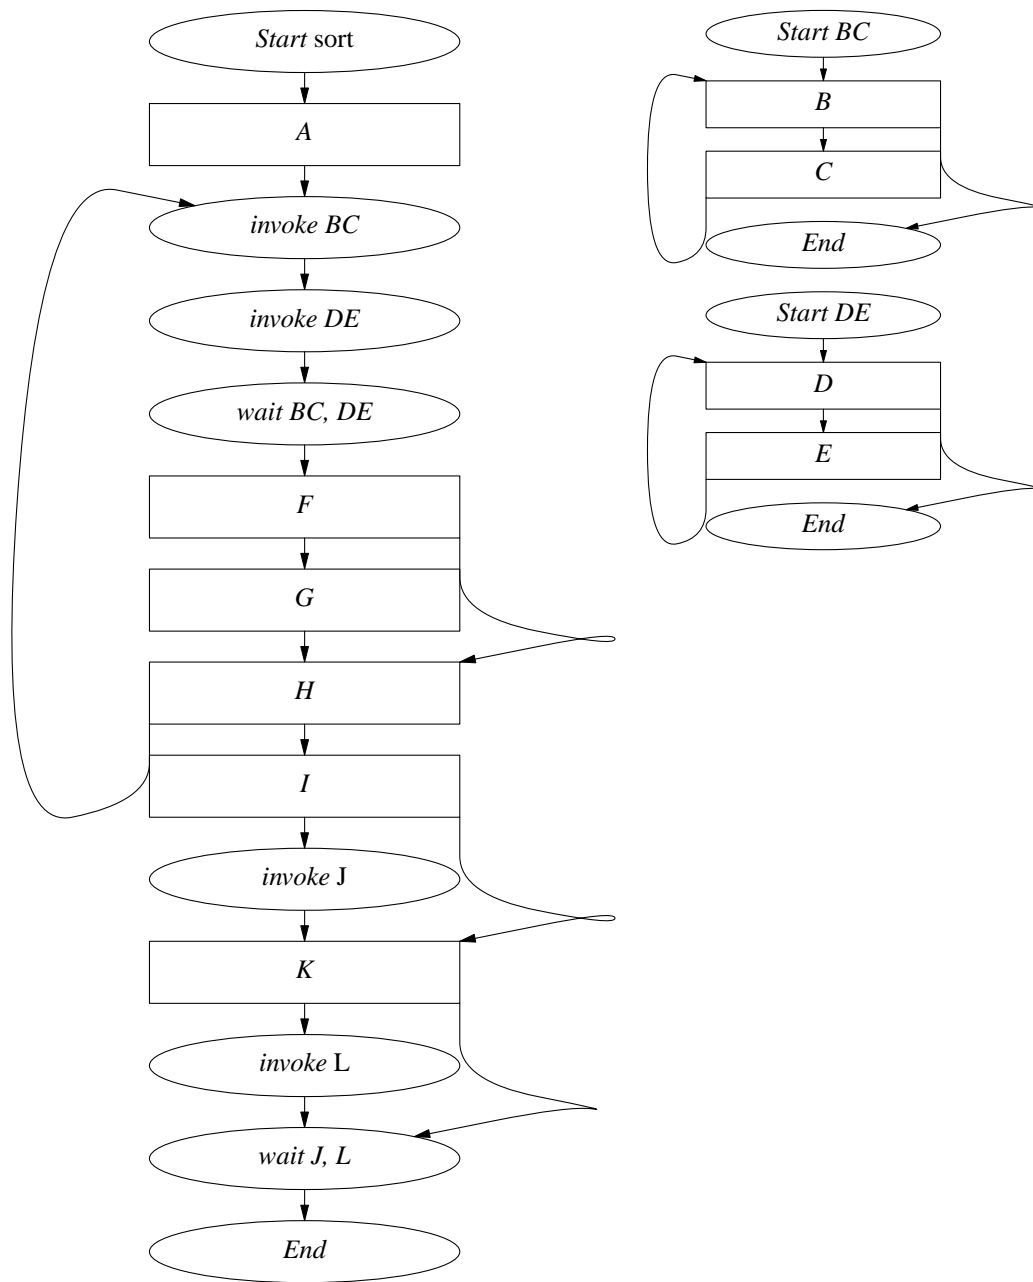 Start sort
A
invoke BC
invoke DE
wait BC, DE
F
G
H
I
invoke J
K
invoke L
wait J, L
End
Start BC
B
C
End
Start DE
D
E
End